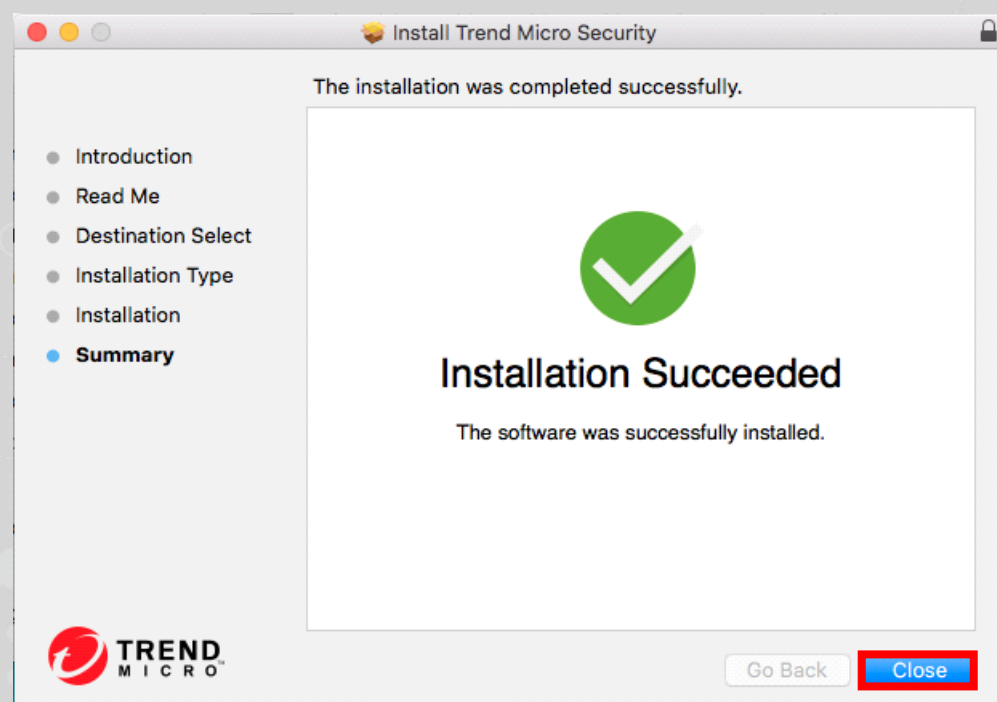 Install Trend Micro Security
The installation was completed successfully.
Introduction
Read Me
Destination Select
Installation Type
Installation
Summary
Installation Succeeded
The software was successfully installed.
TREND
MICRO™
Go Back
Close